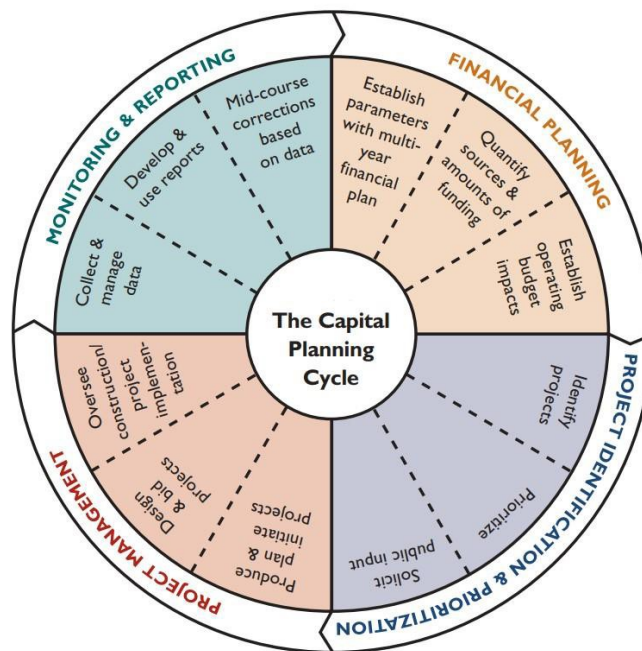 The Capital
Planning
Cycle
FINANCIAL PLANNING
Establish
parameters
with multi-
year
financial
plan
Quantify
sources &
amounts of
funding
Establish
operating
budget
impacts
PROJECT IDENTIFICATION & PRIORITIZATION
Identify
projects
Prioritize
Solicit
public input
PROJECT MANAGEMENT
Produce
plan &
initiate
projects
Design
& bid
projects
Oversee
construction/
project
implemen-
tation
MONITORING & REPORTING
Collect &
manage
data
Develop &
use reports
Mid-course
corrections
based
on data